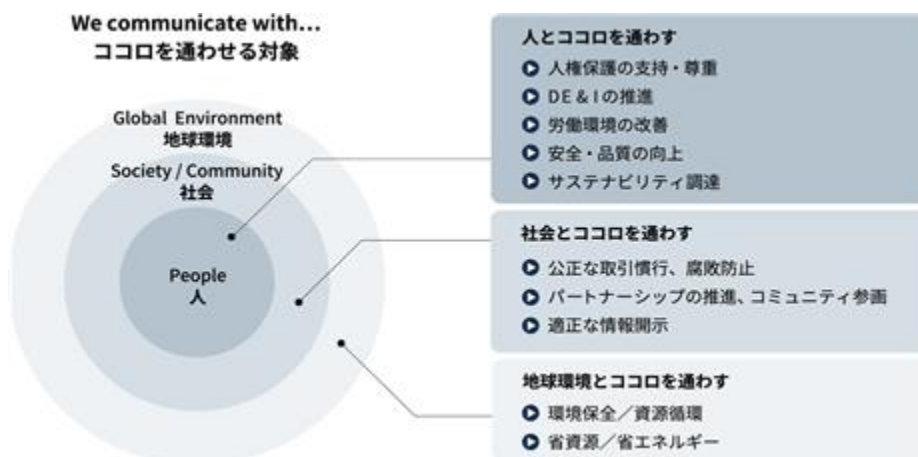 We communicate with...
ココロを通わせる対象
Global Environment
地球環境
Society / Community
社会
People
人
人とココロを通わす
人権保護の支持・尊重
DE & Iの推進
労働環境の改善
安全・品質の向上
サステナビリティ調達
社会とココロを通わす
公正な取引慣行、腐敗防止
パートナーシップの推進、コミュニティ参画
適正な情報開示
地球環境とココロを通わす
環境保全／資源循環
省資源／省エネルギー